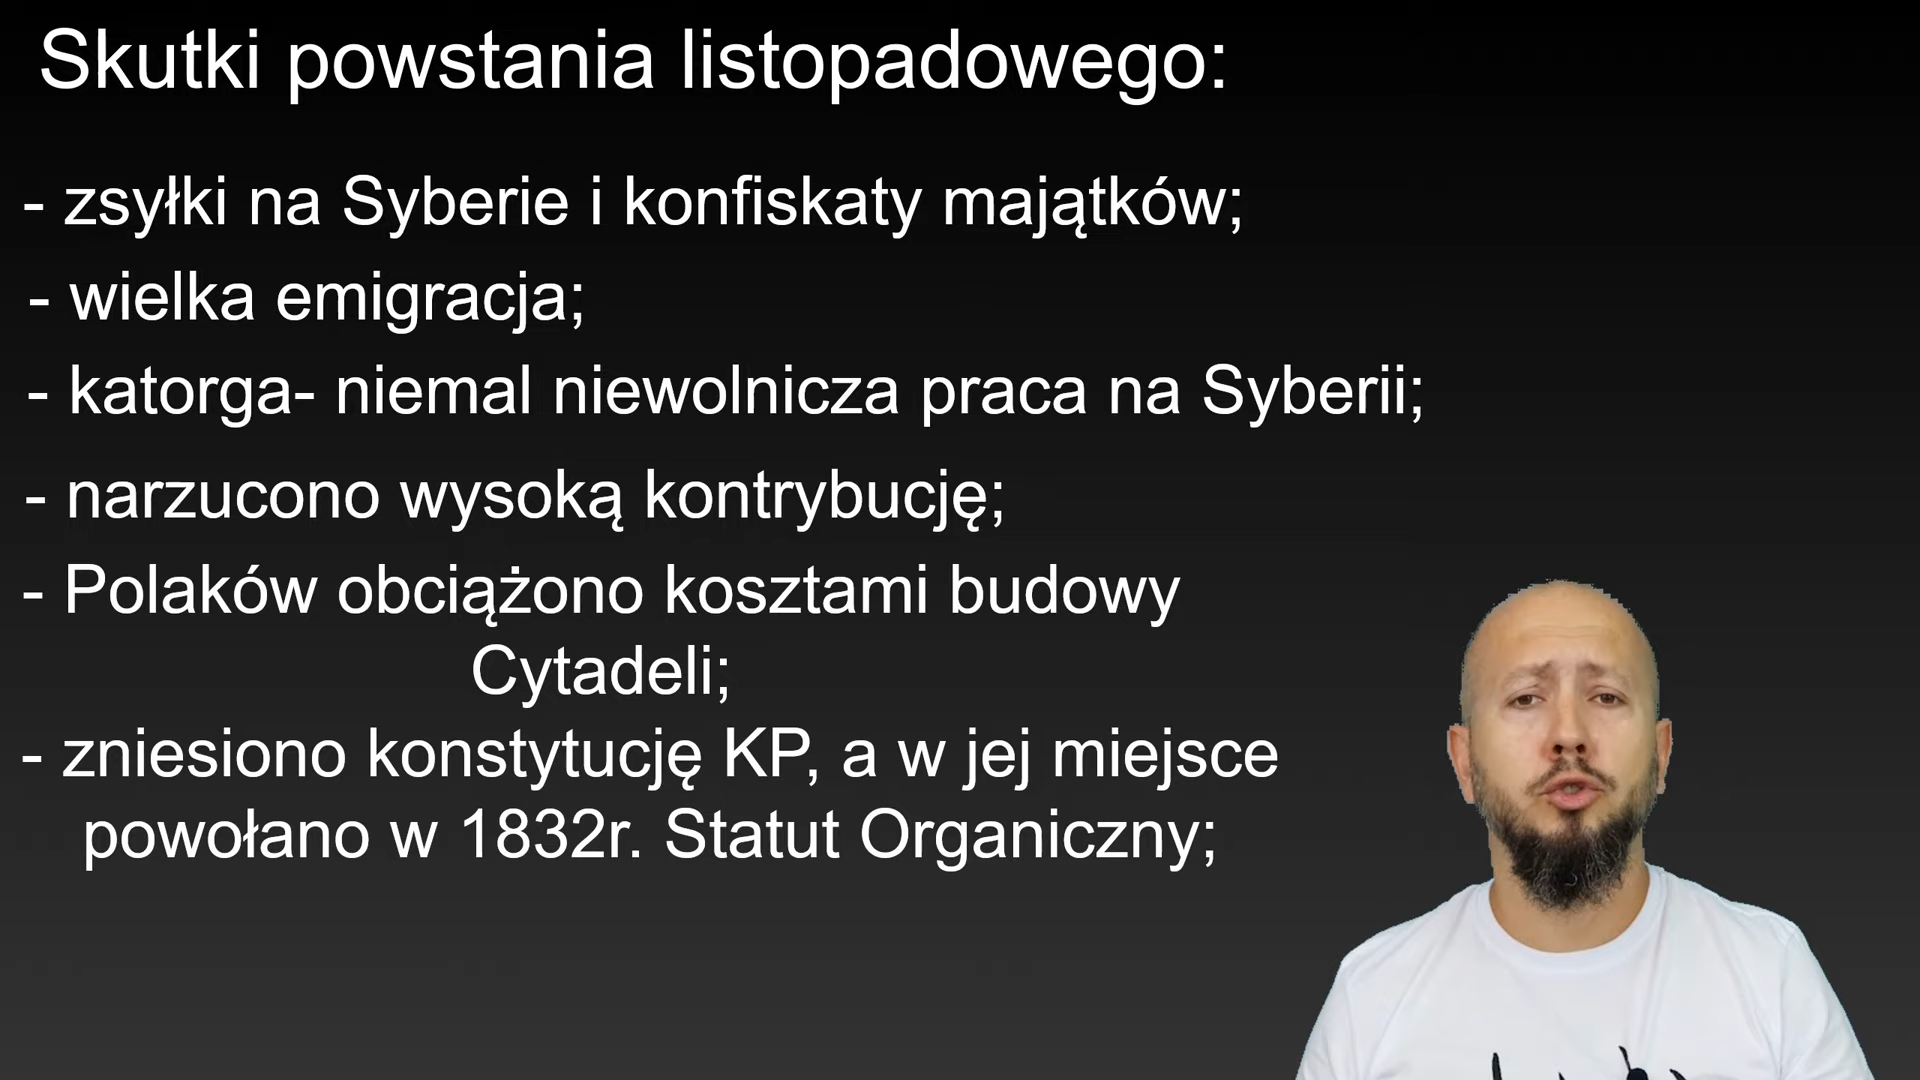 Skutki powstania listopadowego:
- zsyłki na Syberie i konfiskaty majątków;
- wielka emigracja;
- katorga- niemal niewolnicza praca na Syberii;
- narzucono wysoką kontrybucję;
- Polaków obciążono kosztami budowy
Cytadeli;
- zniesiono konstytucję KP, a w jej miejsce
powołano w 1832r. Statut Organiczny;